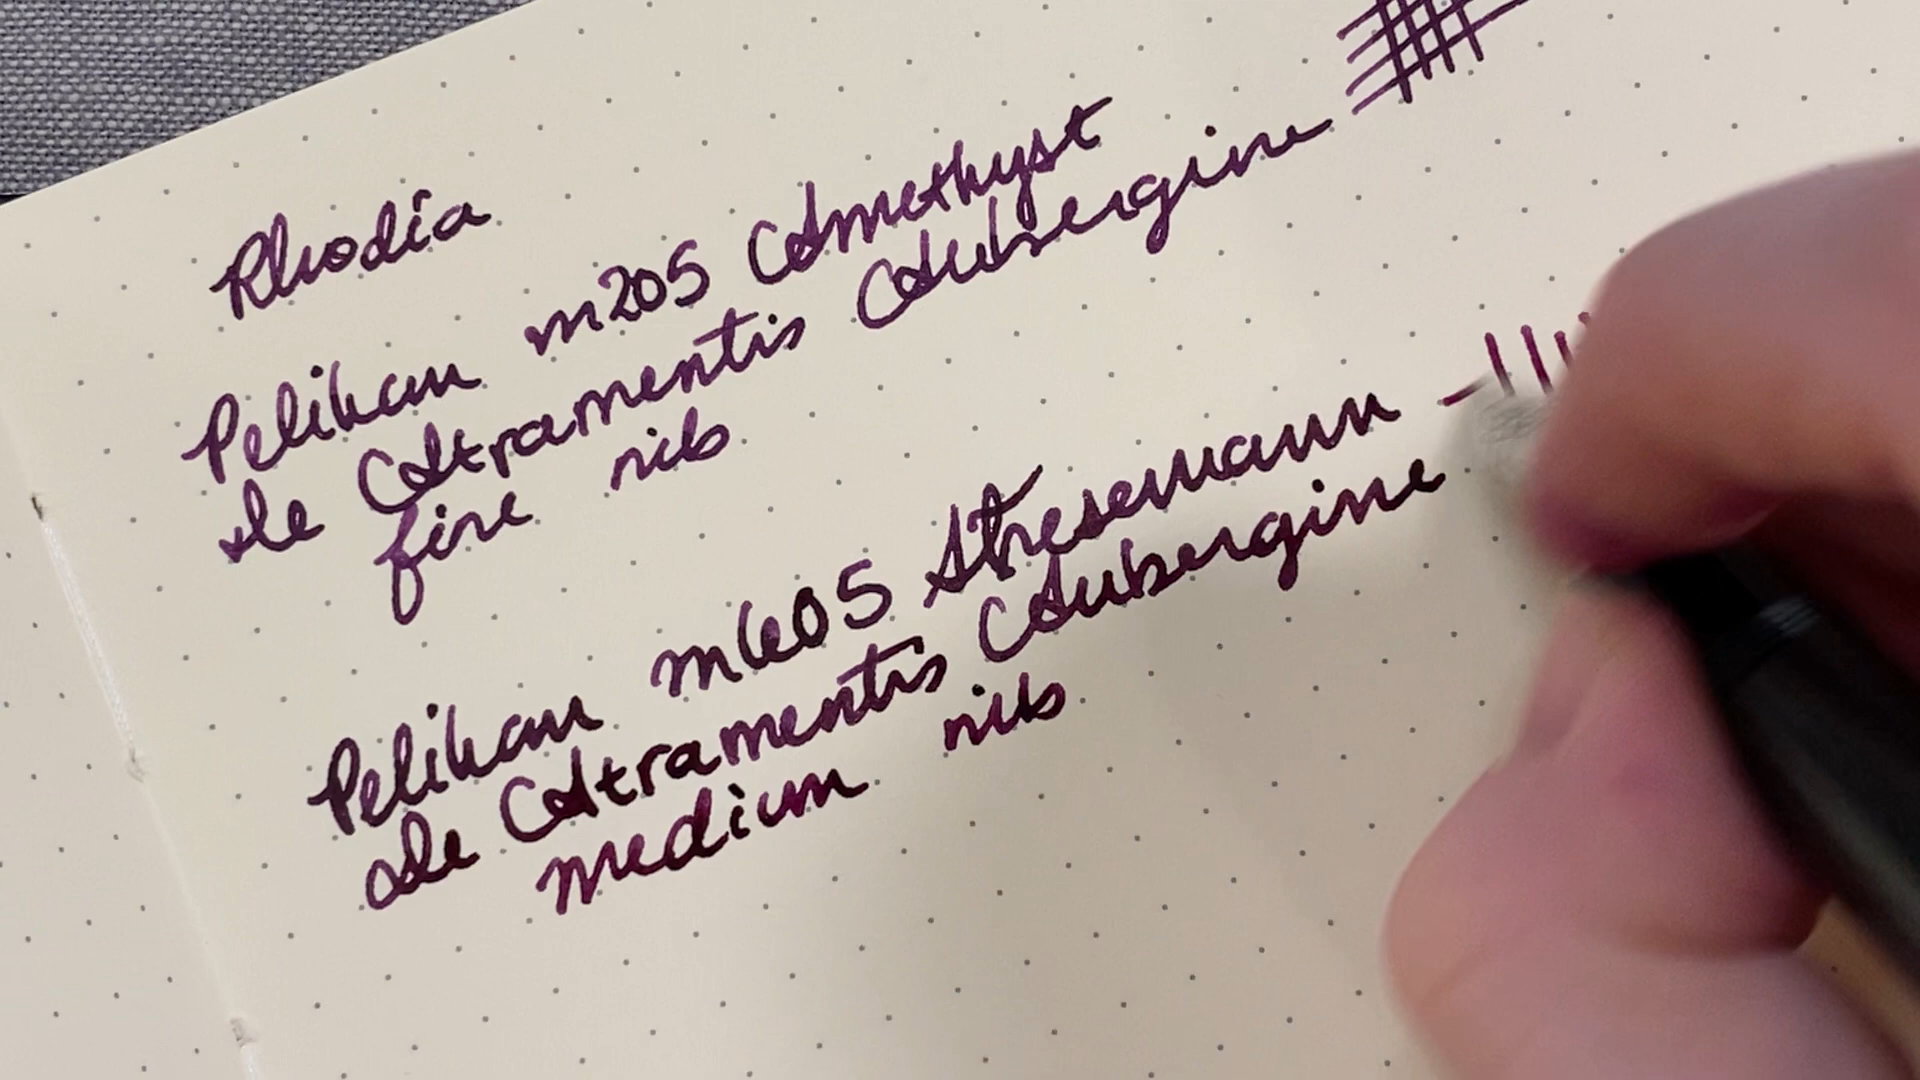 Rhodia
Pelikan m205 Amethyst
De Atramentis Aubergine
fine nib
Pelikan m605 Stresemann
De Atramentis Aubergine
medium nib